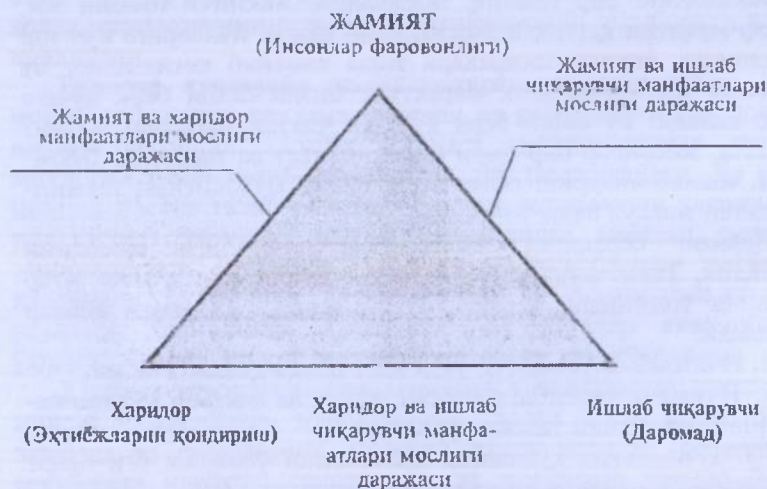 ЖАМИЯТ
(Инсонлар фаровонлиги)
Жамият ва ишлаб
чиқарувчи манфаатлари
мослиги даражаси
Жамият ва харидор
манфаатлари мослиги
даражаси
Харидор
(Эҳтиёжларни қондириш)
Харидор ва ишлаб
чиқарувчи манфа-
атлари мослиги
даражаси
Ишлаб чиқарувчи
(Даромад)